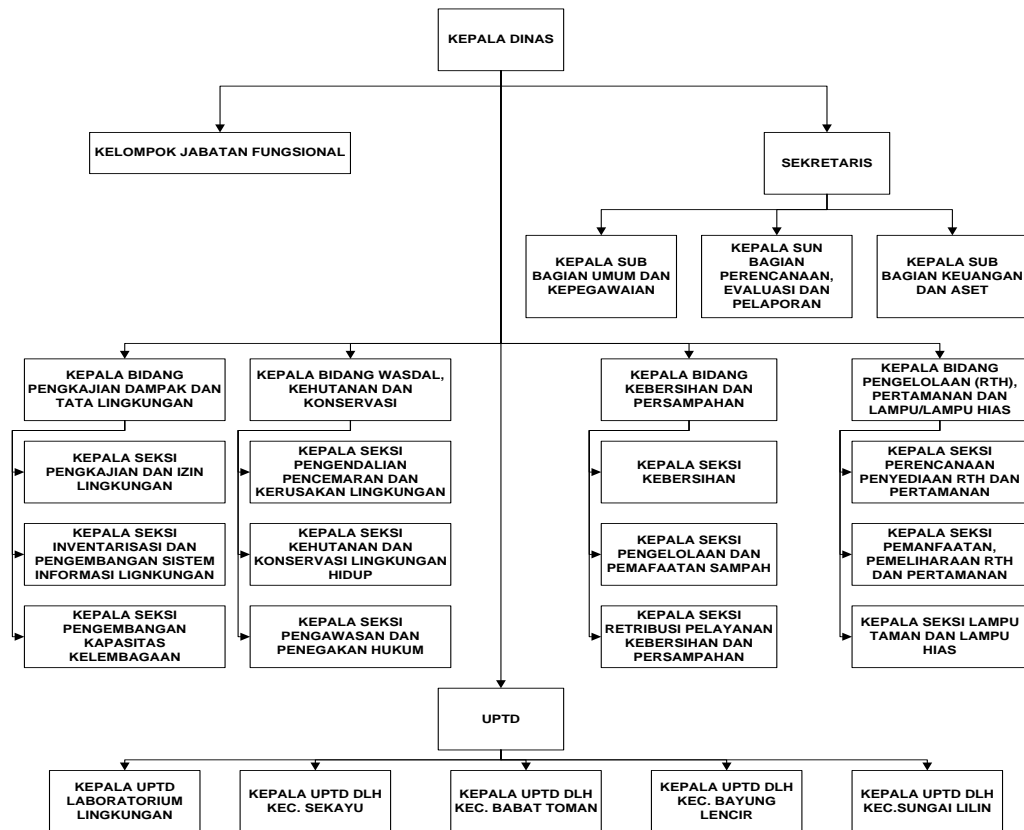 KEPALA DINAS
KELOMPOK JABATAN FUNGSIONAL
SEKRETARIS
KEPALA SUB
BAGIAN UMUM DAN
KEPEGAWAIAN
KEPALA SUN
BAGIAN
PERENCANAAN,
EVALUASI DAN
PELAPORAN
KEPALA SUB
BAGIAN KEUANGAN
DAN ASET
KEPALA BIDANG
PENGKAJIAN DAMPAK DAN
TATA LINGKUNGAN
KEPALA BIDANG WASDAL,
KEHUTANAN DAN
KONSERVASI
KEPALA BIDANG
KEBERSIHAN DAN
PERSAMPAHAN
KEPALA BIDANG
PENGELOLAAN (RTH),
PERTAMANAN DAN
LAMPU/LAMPU HIAS
KEPALA SEKSI
PENGKAJIAN DAN IZIN
LINGKUNGAN
KEPALA SEKSI
PENGENDALIAN
PENCEMARAN DAN
KERUSAKAN LINGKUNGAN
KEPALA SEKSI
KEBERSIHAN
KEPALA SEKSI
PERENCANAAN
PENYEDIAAN RTH DAN
PERTAMANAN
KEPALA SEKSI
INVENTARISASI DAN
PENGEMBANGAN SISTEM
INFORMASI LIGNKUNGAN
KEPALA SEKSI
KEHUTANAN DAN
KONSERVASI LINGKUNGAN
HIDUP
KEPALA SEKSI
PENGELOLAAN DAN
PEMAFAATAN SAMPAH
KEPALA SEKSI
PEMANFAATAN,
PEMELIHARAAN RTH
DAN PERTAMANAN
KEPALA SEKSI
PENGEMBANGAN
KAPASITAS
KELEMBAGAAN
KEPALA SEKSI
PENGAWASAN DAN
PENEGAKAN HUKUM
KEPALA SEKSI
RETRIBUSI PELAYANAN
KEBERSIHAN DAN
PERSAMPAHAN
KEPALA SEKSI LAMPU
TAMAN DAN LAMPU
HIAS
UPTD
KEPALA UPTD
LABORATORIUM
LINGKUNGAN
KEPALA UPTD DLH
KEC. SEKAYU
KEPALA UPTD DLH
KEC. BABAT TOMAN
KEPALA UPTD DLH
KEC. BAYUNG
LENCIR
KEPALA UPTD DLH
KEC.SUNGAI LILIN